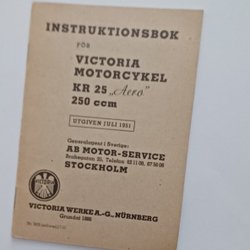 INSTRUKTIONSBOK
FÖR
VICTORIA
MOTORCYKEL
KR 25 „Aero"
250 ccm
UTGIVEN JULI 1951
Generalagent i Sverige:
AB MOTOR-SERVICE
STOCKHOLM
VICTORIA WERKE A.-G., NÜRNBERG
Grundat 1886